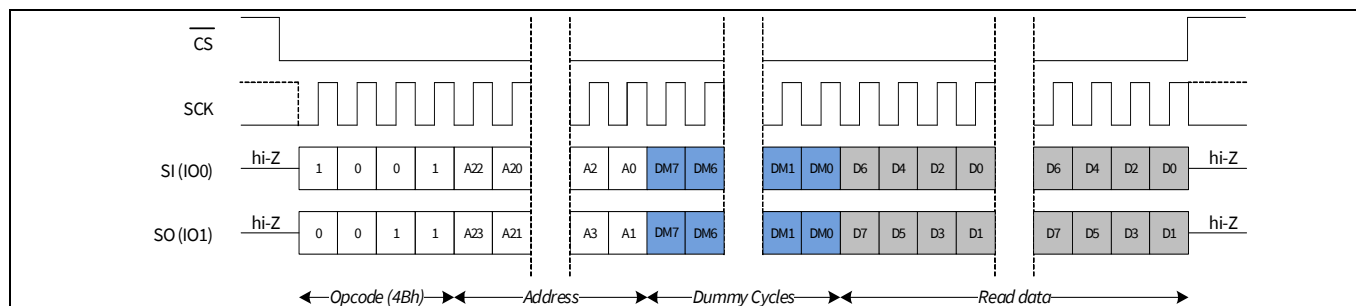 CS
SCK
SI (IO0) hi-Z 1 0 0 1 A22 A20 A2 A0 DM7 DM6 DM1 DM0 D6 D4 D2 D0 D6 D4 D2 D0 hi-Z
SO (IO1) hi-Z 0 0 1 1 A23 A21 A3 A1 DM7 DM6 DM1 DM0 D7 D5 D3 D1 D7 D5 D3 D1 hi-Z
Opcode (4Bh) Address Dummy Cycles Read data